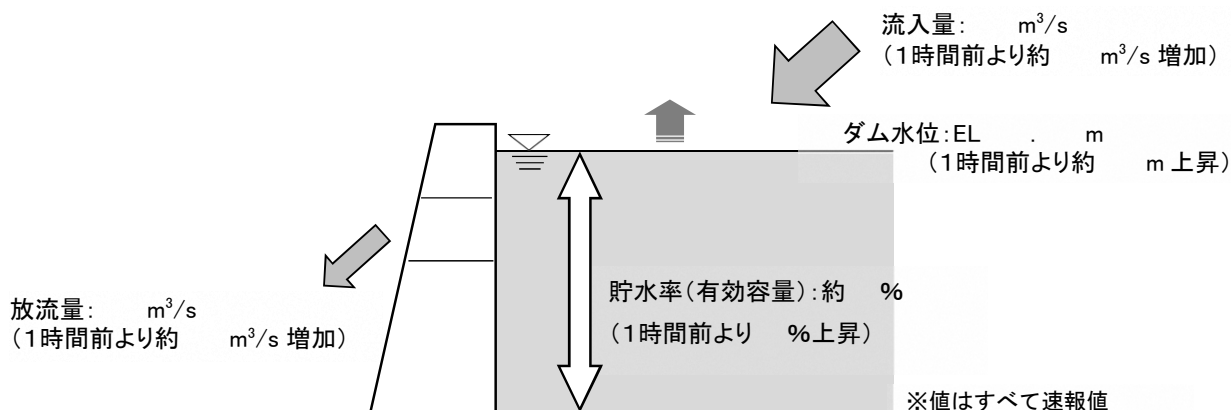 流入量:　　m³/s
(1時間前より約　　m³/s 増加)
ダム水位:EL　　.　　m
(1時間前より約　　m 上昇)
貯水率(有効容量):約　%
(1時間前より　%上昇)
放流量:　　m³/s
(1時間前より約　　m³/s 増加)
※値はすべて速報値